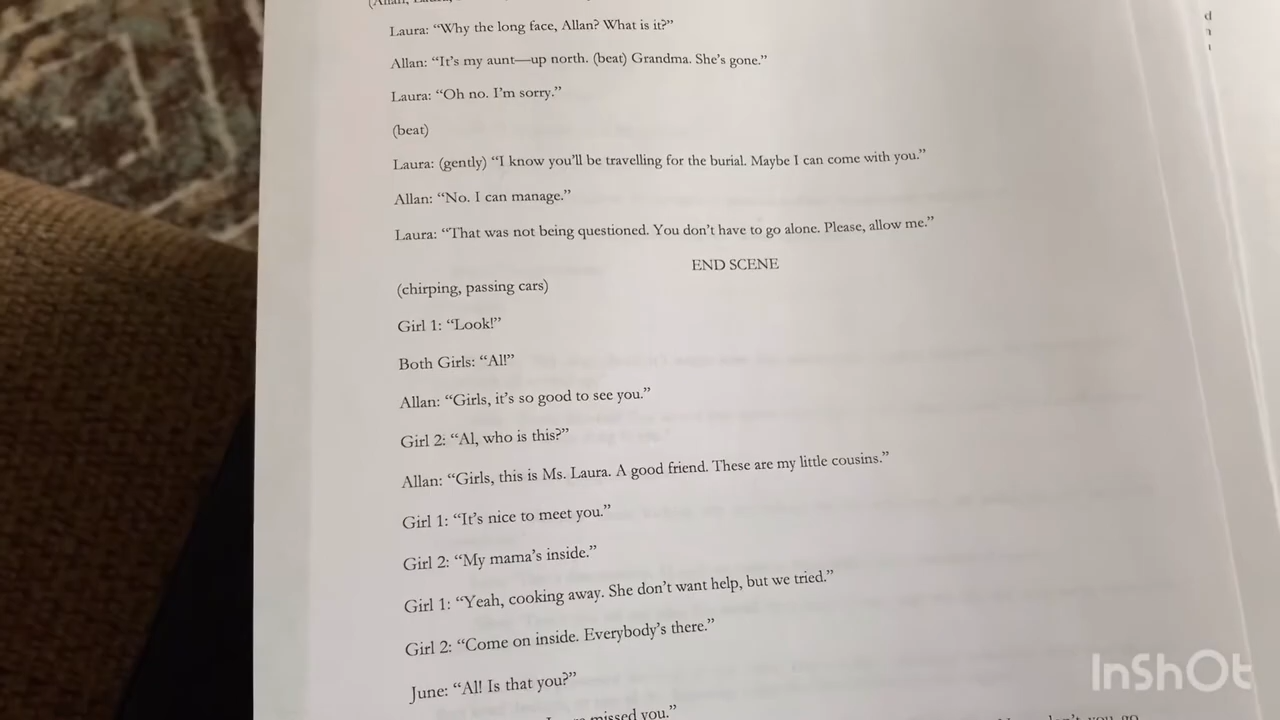 Laura: “Why the long face, Allan? What is it?”
Allan: “It’s my aunt—up north. (beat) Grandma. She’s gone.”
Laura: “Oh no. I’m sorry.”
(beat)
Laura: (gently) “I know you’ll be travelling for the burial. Maybe I can come with you.”
Allan: “No. I can manage.”
Laura: “That was not being questioned. You don’t have to go alone. Please, allow me.”
END SCENE
(chirping, passing cars)
Girl 1: “Look!”
Both Girls: “Al!”
Allan: “Girls, it’s so good to see you.”
Girl 2: “Al, who is this?”
Allan: “Girls, this is Ms. Laura. A good friend. These are my little cousins.”
Girl 1: “It’s nice to meet you.”
Girl 2: “My mama’s inside.”
Girl 1: “Yeah, cooking away. She don’t want help, but we tried.”
Girl 2: “Come on inside. Everybody’s there.”
June: “Al! Is that you?”
missed you.”
InShOt